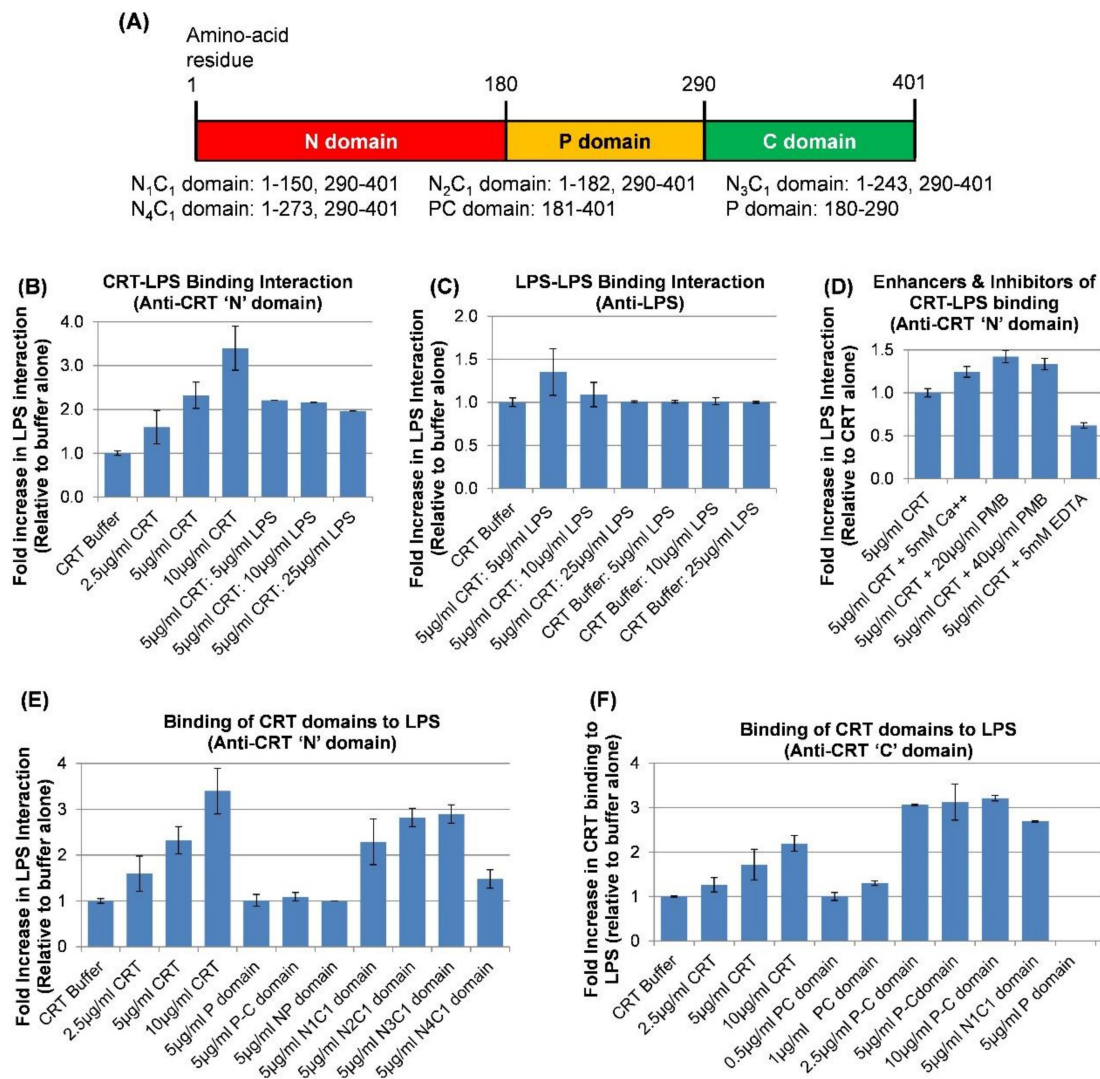 (A)
Amino-acid
residue
1 180 290 401
N domain P domain C domain
N₁C₁ domain: 1-150, 290-401 N₂C₁ domain: 1-182, 290-401 N₃C₁ domain: 1-243, 290-401
N₄C₁ domain: 1-273, 290-401 PC domain: 181-401 P domain: 180-290
(B)
CRT-LPS Binding Interaction
(Anti-CRT 'N' domain)
Fold Increase in LPS Interaction
(Relative to buffer alone)
4.0
3.0
2.0
1.0
0.0
CRT Buffer
2.5µg/ml CRT
5µg/ml CRT
10µg/ml CRT
5µg/ml CRT: 5µg/ml LPS
5µg/ml CRT: 10µg/ml LPS
5µg/ml CRT: 25µg/ml LPS
(C)
LPS-LPS Binding Interaction
(Anti-LPS)
Fold Increase in LPS Interaction
(Relative to buffer alone)
2.0
1.5
1.0
0.5
0.0
CRT Buffer
5µg/ml CRT: 5µg/ml LPS
5µg/ml CRT: 10µg/ml LPS
5µg/ml CRT: 25µg/ml LPS
CRT Buffer: 5µg/ml LPS
CRT Buffer: 10µg/ml LPS
CRT Buffer: 25µg/ml LPS
(D)
Enhancers & Inhibitors of
CRT-LPS binding
(Anti-CRT 'N' domain)
Fold Increase in LPS Interaction
(Relative to CRT alone)
1.5
1.0
0.5
0.0
5µg/ml CRT
5µg/ml CRT + 5mM Ca++
5µg/ml CRT + 20µg/ml PMB
5µg/ml CRT + 40µg/ml PMB
5µg/ml CRT + 5mM EDTA
(E)
Binding of CRT domains to LPS
(Anti-CRT 'N' domain)
Fold Increase in LPS Interaction
(Relative to buffer alone)
4
3
2
1
0
CRT Buffer
2.5µg/ml CRT
5µg/ml CRT
10µg/ml CRT
5µg/ml P domain
5µg/ml P-C domain
5µg/ml NP domain
5µg/ml N1C1 domain
5µg/ml N2C1 domain
5µg/ml N3C1 domain
5µg/ml N4C1 domain
(F)
Binding of CRT domains to LPS
(Anti-CRT 'C' domain)
Fold Increase in CRT binding to
LPS (relative to buffer alone)
4
3
2
1
0
CRT Buffer
2.5µg/ml CRT
5µg/ml CRT
10µg/ml CRT
0.5µg/ml PC domain
1µg/ml PC domain
2.5µg/ml P-C domain
5µg/ml P-Cdomain
10µg/ml P-C domain
5µg/ml N1C1 domain
5µg/ml P domain